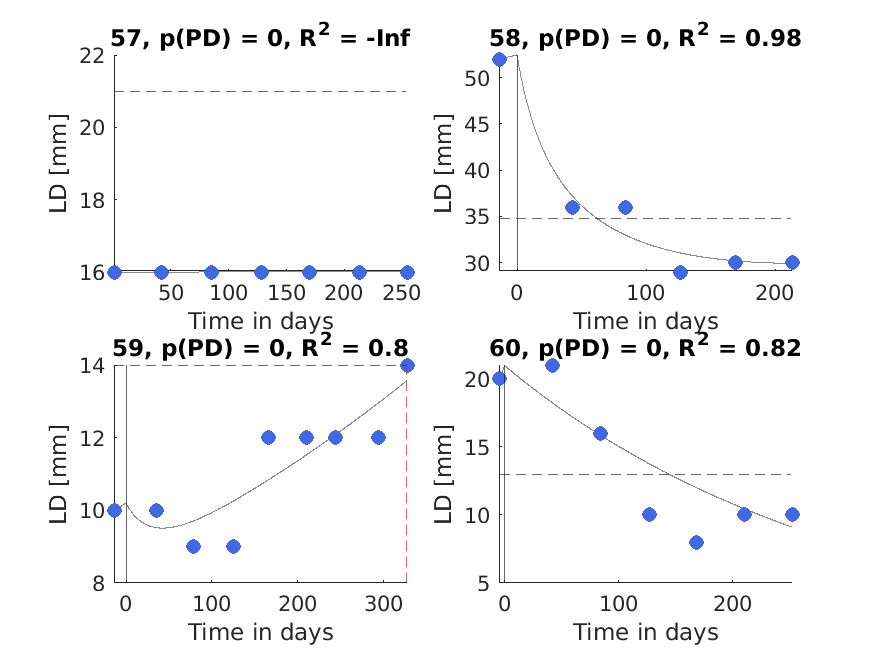 57, p(PD) = 0, R² = -Inf
22
20
18
16
LD [mm]
50
100
150
200
250
Time in days
58, p(PD) = 0, R² = 0.98
50
45
40
35
30
LD [mm]
0
100
200
Time in days
59, p(PD) = 0, R² = 0.8
14
12
10
8
LD [mm]
0
100
200
300
Time in days
60, p(PD) = 0, R² = 0.82
20
15
10
5
LD [mm]
0
100
200
Time in days